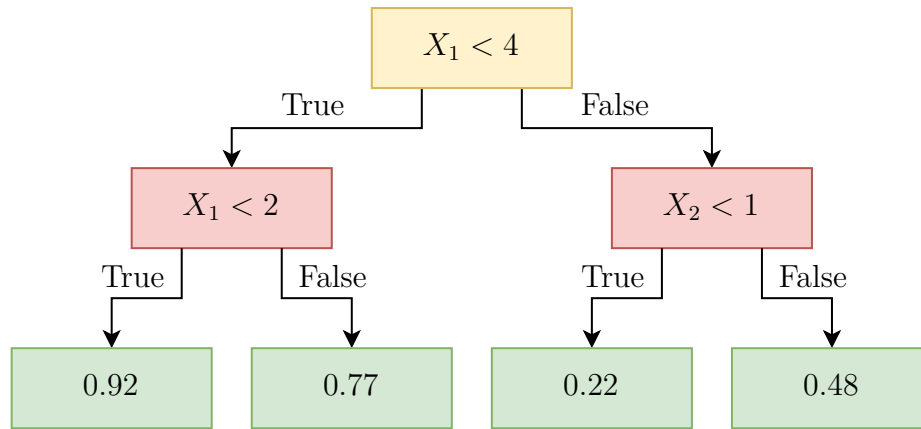 X₁ < 4
True
False
X₁ < 2
X₂ < 1
True
False
True
False
0.92
0.77
0.22
0.48